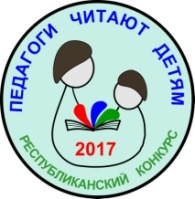 ПЕДАГОГИ ЧИТАЮТ ДЕТЯМ
2017
РЕСПУБЛИКАНСКИЙ КОНКУРС